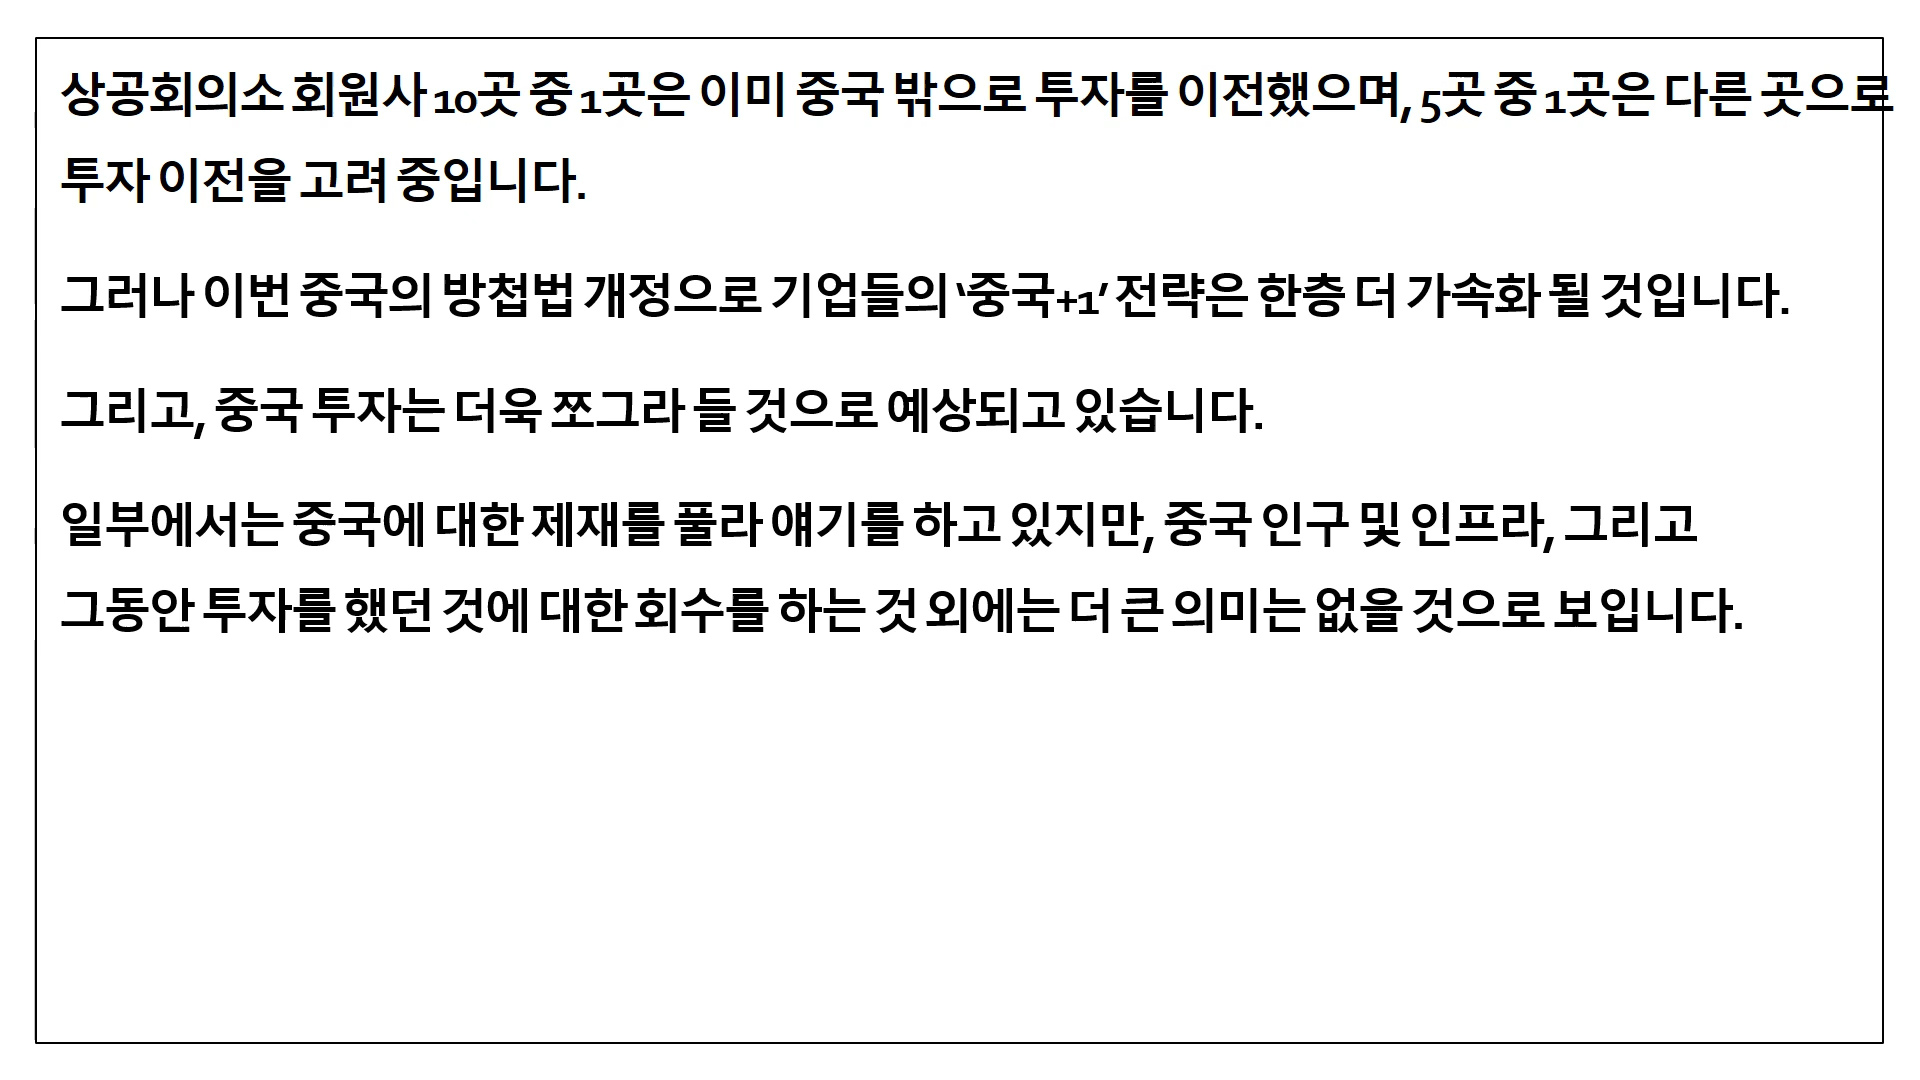 상공회의소 회원사 10곳 중 1곳은 이미 중국 밖으로 투자를 이전했으며, 5곳 중 1곳은 다른 곳으로
투자 이전을 고려 중입니다.
그러나 이번 중국의 방첩법 개정으로 기업들의 ‘중국+1’ 전략은 한층 더 가속화 될 것입니다.
그리고, 중국 투자는 더욱 쪼그라 들 것으로 예상되고 있습니다.
일부에서는 중국에 대한 제재를 풀라 얘기를 하고 있지만, 중국 인구 및 인프라, 그리고
그동안 투자를 했던 것에 대한 회수를 하는 것 외에는 더 큰 의미는 없을 것으로 보입니다.